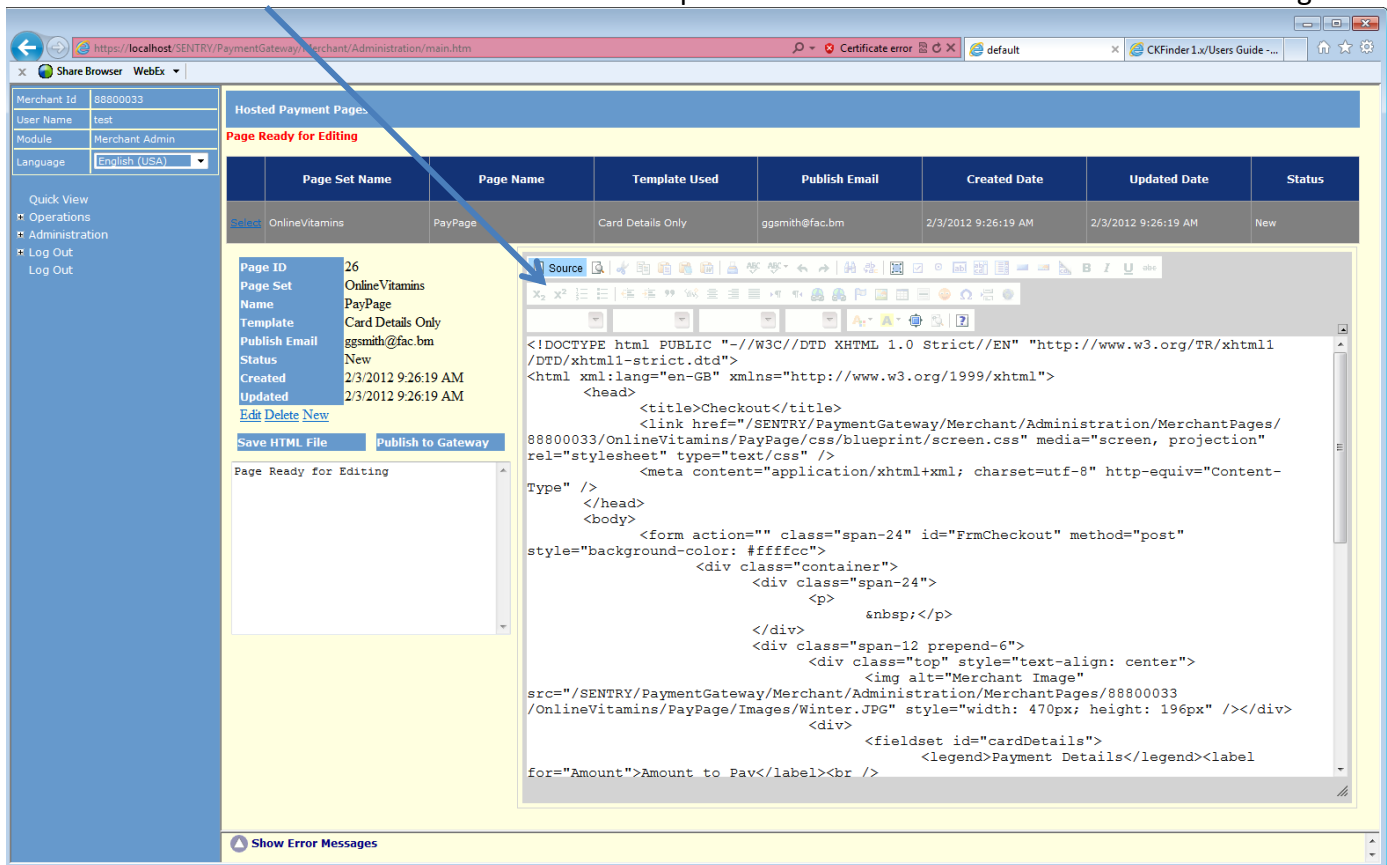 https://localhost/SENTRY/PaymentGateway/Merchant/Administration/main.htm
Certificate error
default
CKFinder 1.x/Users Guide -...
x Share Browser WebEx
Merchant Id 88800033
User Name test
Module Merchant Admin
Language English (USA)
Quick View
Operations
Administration
Log Out
Log Out
Hosted Payment Pages
Page Ready for Editing
Page Set Name Page Name Template Used Publish Email Created Date Updated Date Status
Select OnlineVitamins PayPage Card Details Only ggsmith@fac.bm 2/3/2012 9:26:19 AM 2/3/2012 9:26:19 AM New
Page ID 26
Page Set OnlineVitamins
Name PayPage
Template Card Details Only
Publish Email ggsmith@fac.bm
Status New
Created 2/3/2012 9:26:19 AM
Updated 2/3/2012 9:26:19 AM
Edit Delete New
Save HTML File Publish to Gateway
Page Ready for Editing
Source
<!DOCTYPE html PUBLIC "-//W3C//DTD XHTML 1.0 Strict//EN" "http://www.w3.org/TR/xhtml1
/DTD/xhtml1-strict.dtd">
<html xml:lang="en-GB" xmlns="http://www.w3.org/1999/xhtml">
<head>
<title>Checkout</title>
<link href="/SENTRY/PaymentGateway/Merchant/Administration/MerchantPages/
88800033/OnlineVitamins/PayPage/css/blueprint/screen.css" media="screen, projection"
rel="stylesheet" type="text/css" />
<meta content="application/xhtml+xml; charset=utf-8" http-equiv="Content-
Type" />
</head>
<body>
<form action="" class="span-24" id="FrmCheckout" method="post"
style="background-color: #ffffcc">
<div class="container">
<div class="span-24">
<p>
&nbsp;</p>
</div>
<div class="span-12 prepend-6">
<div class="top" style="text-align: center">
<img alt="Merchant Image"
src="/SENTRY/PaymentGateway/Merchant/Administration/MerchantPages/88800033
/OnlineVitamins/PayPage/Images/Winter.JPG" style="width: 470px; height: 196px" /></div>
<div>
<fieldset id="cardDetails">
<legend>Payment Details</legend><label
for="Amount">Amount to Pay</label><br />
Show Error Messages